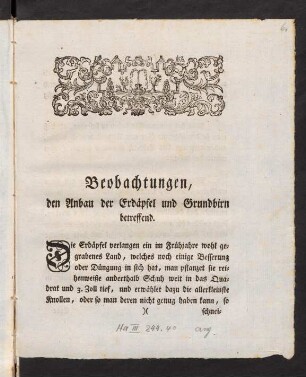 Beobachtungen,
den Anbau der Erdäpfel und Grundbirn
betreffend.
Die Erdäpfel verlangen ein im Frühjahre wohl ge-
grabenes Land, welches noch einige Besserung
oder Düngung in sich hat, man pflanzet sie rei-
henweiße anderthalb Schuh weit in das Qua-
drat und 3. Zoll tief, und erwählet dazu die allerkleinste
Knollen, oder so man deren nicht genug haben kann, so
)( schnei-